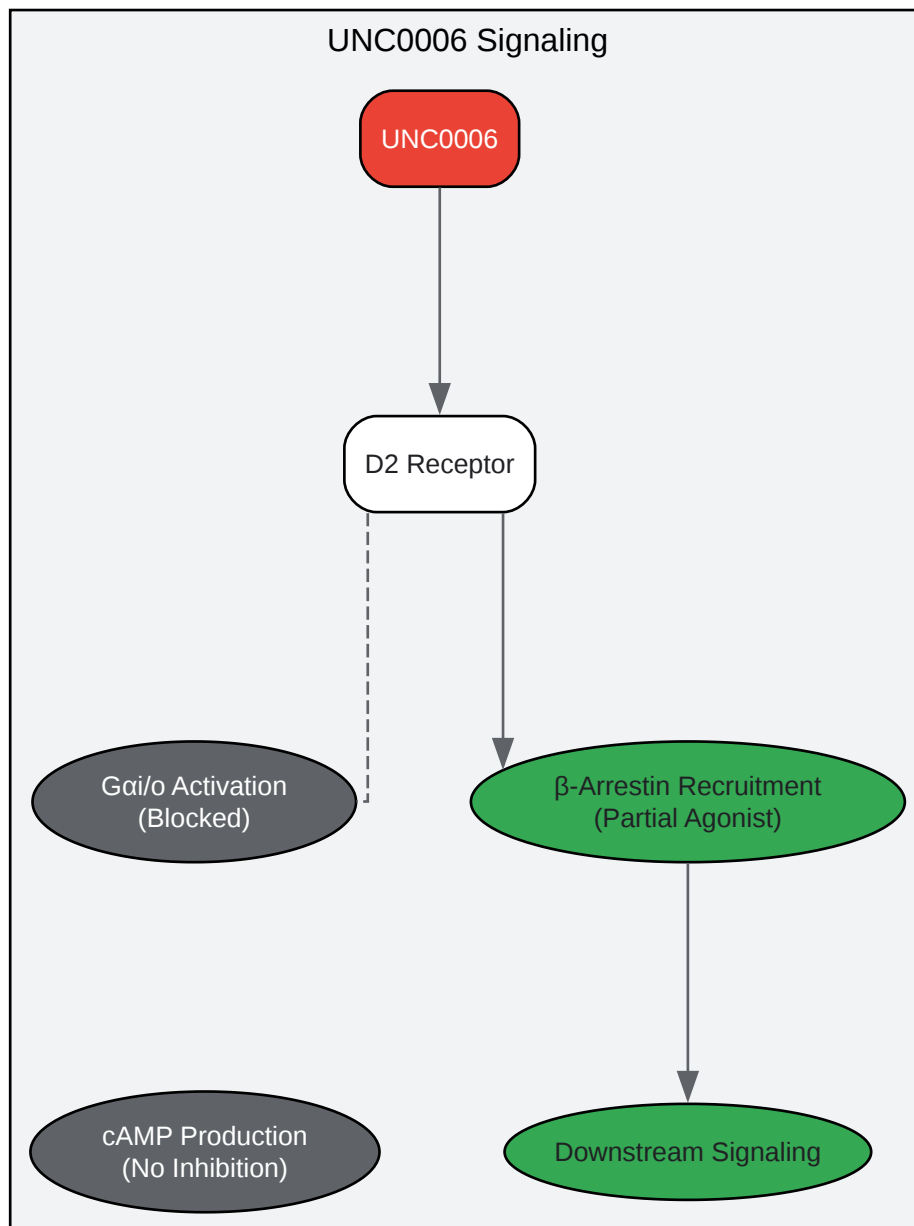 UNC0006 Signaling
UNC0006
D2 Receptor
Gαi/o Activation
(Blocked)
β-Arrestin Recruitment
(Partial Agonist)
cAMP Production
(No Inhibition)
Downstream Signaling